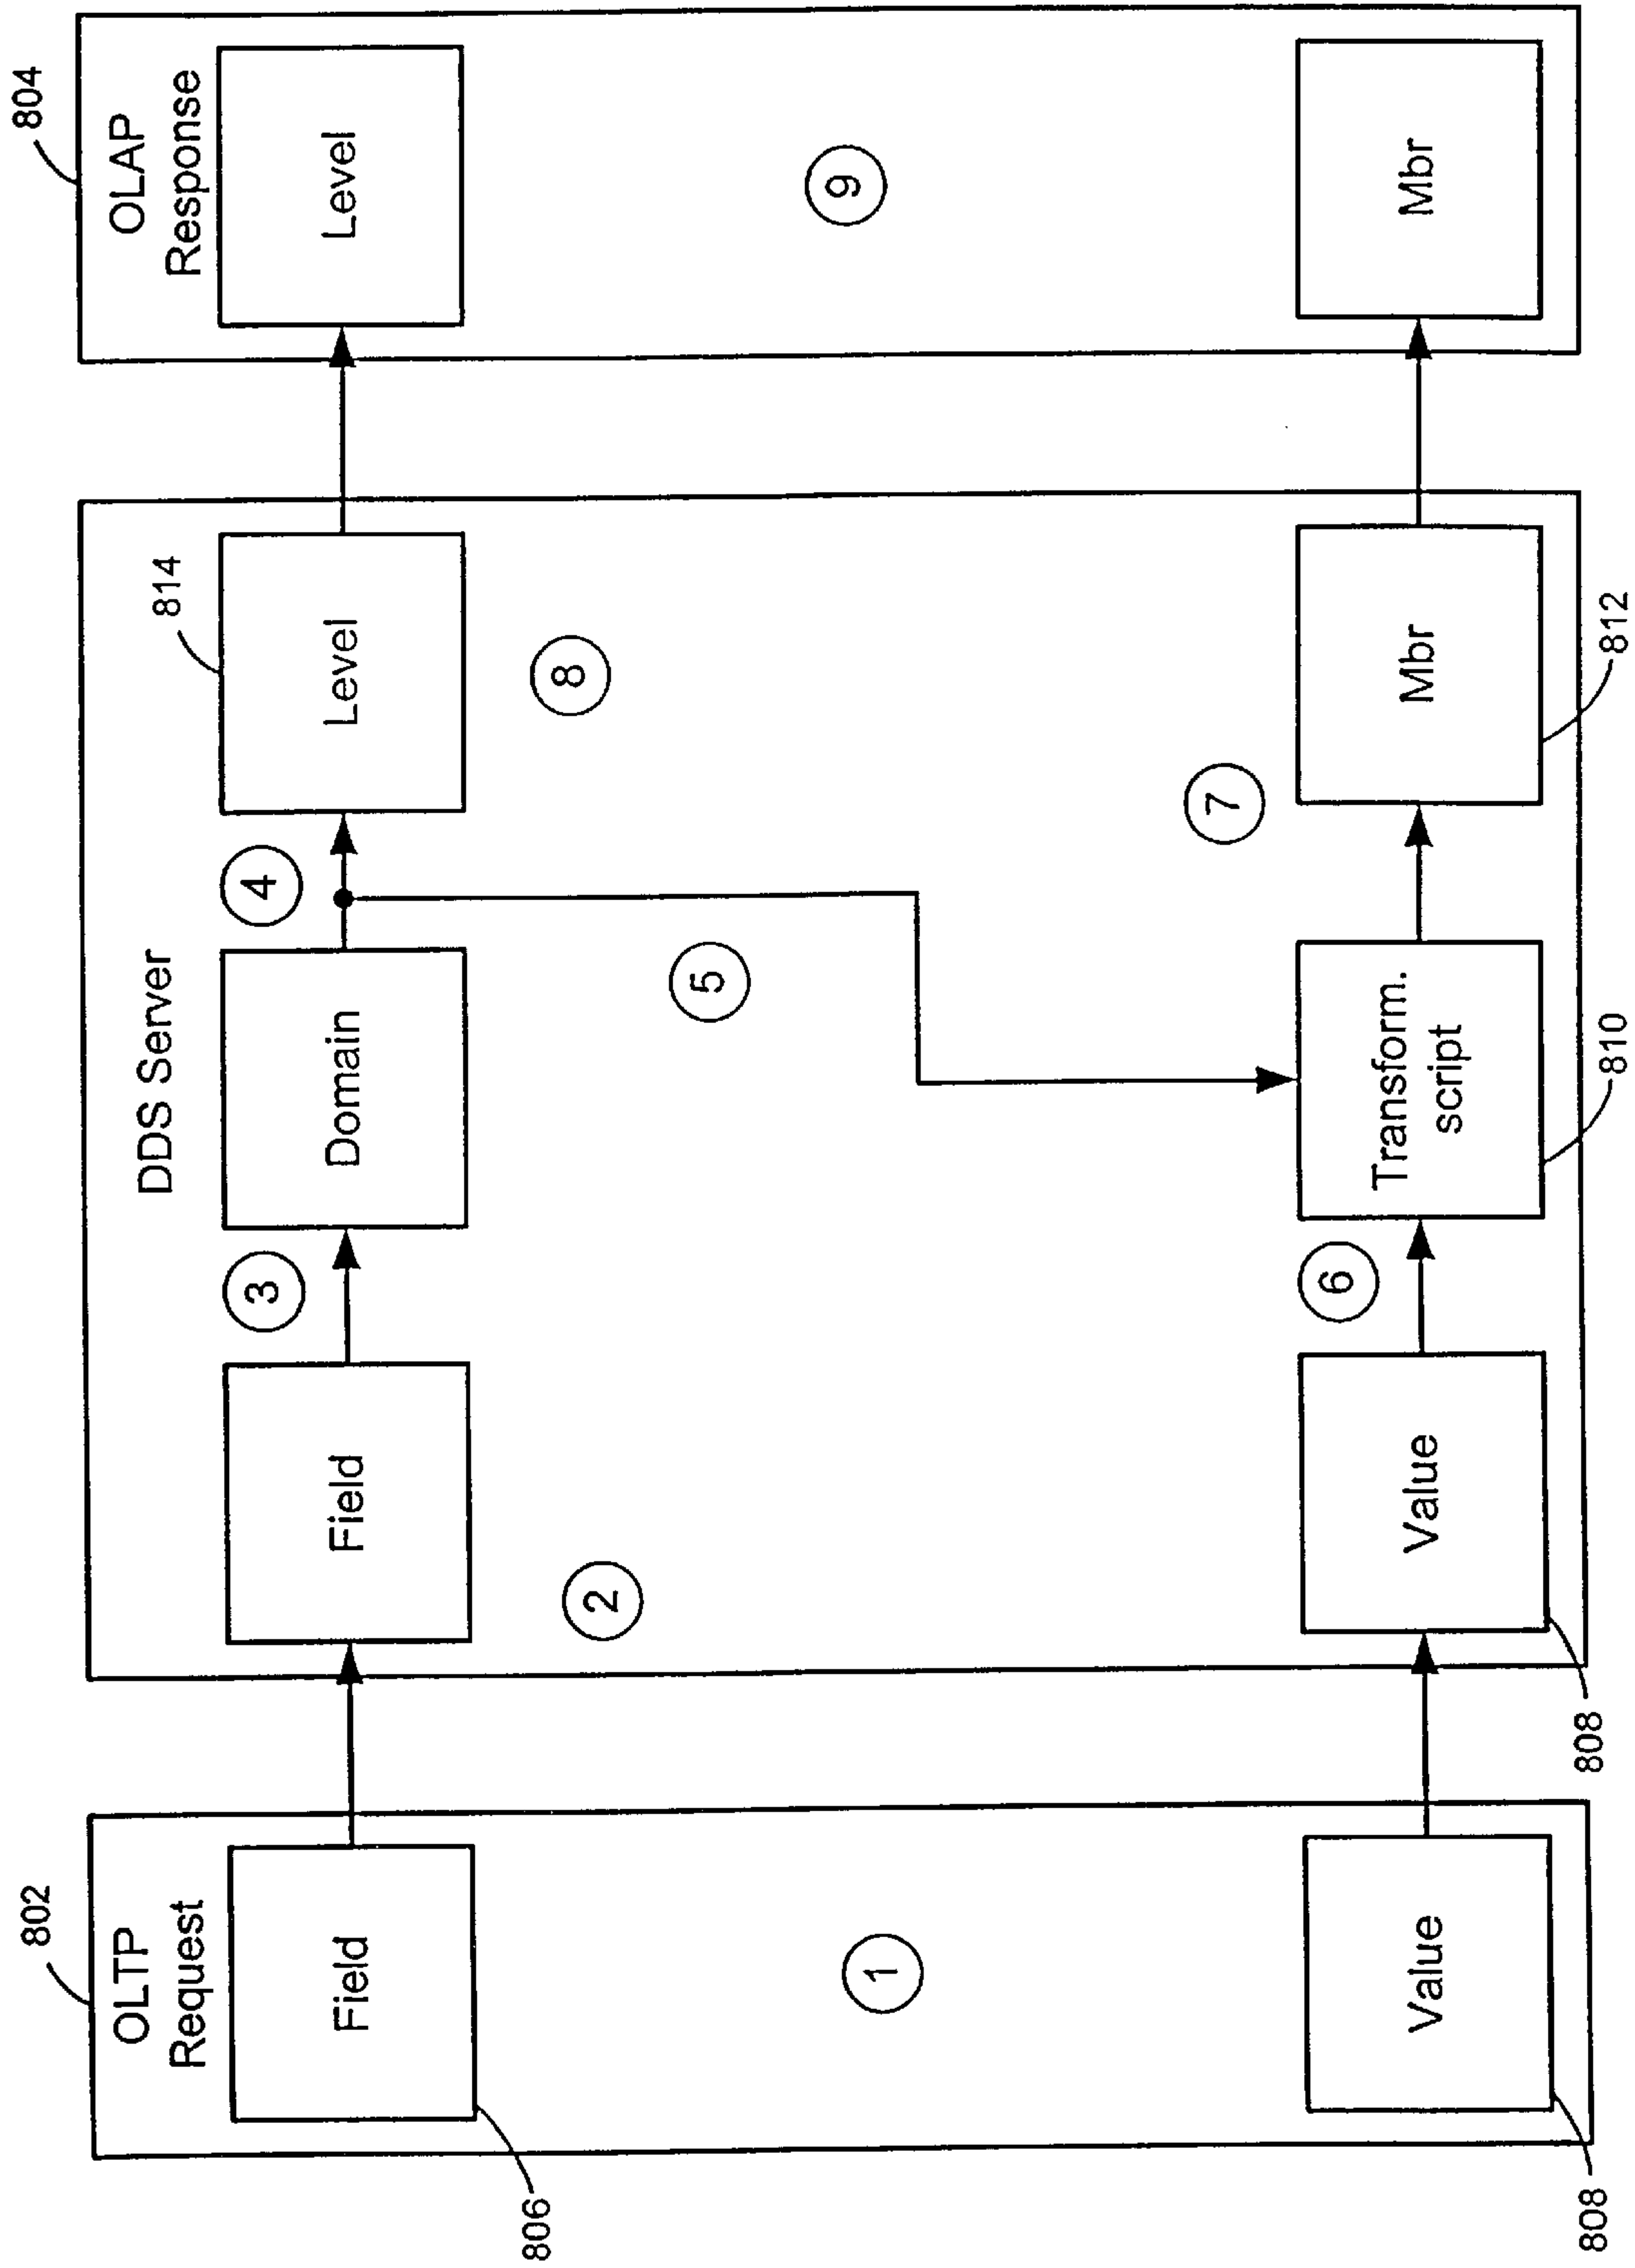 802
OLTP
Request
Field
806
1
Value
808
DDS Server
Field
2
3
Domain
4
Level
814
5
8
Value
808
6
Transform.
script
810
7
Mbr
812
804
OLAP
Response
Level
9
Mbr